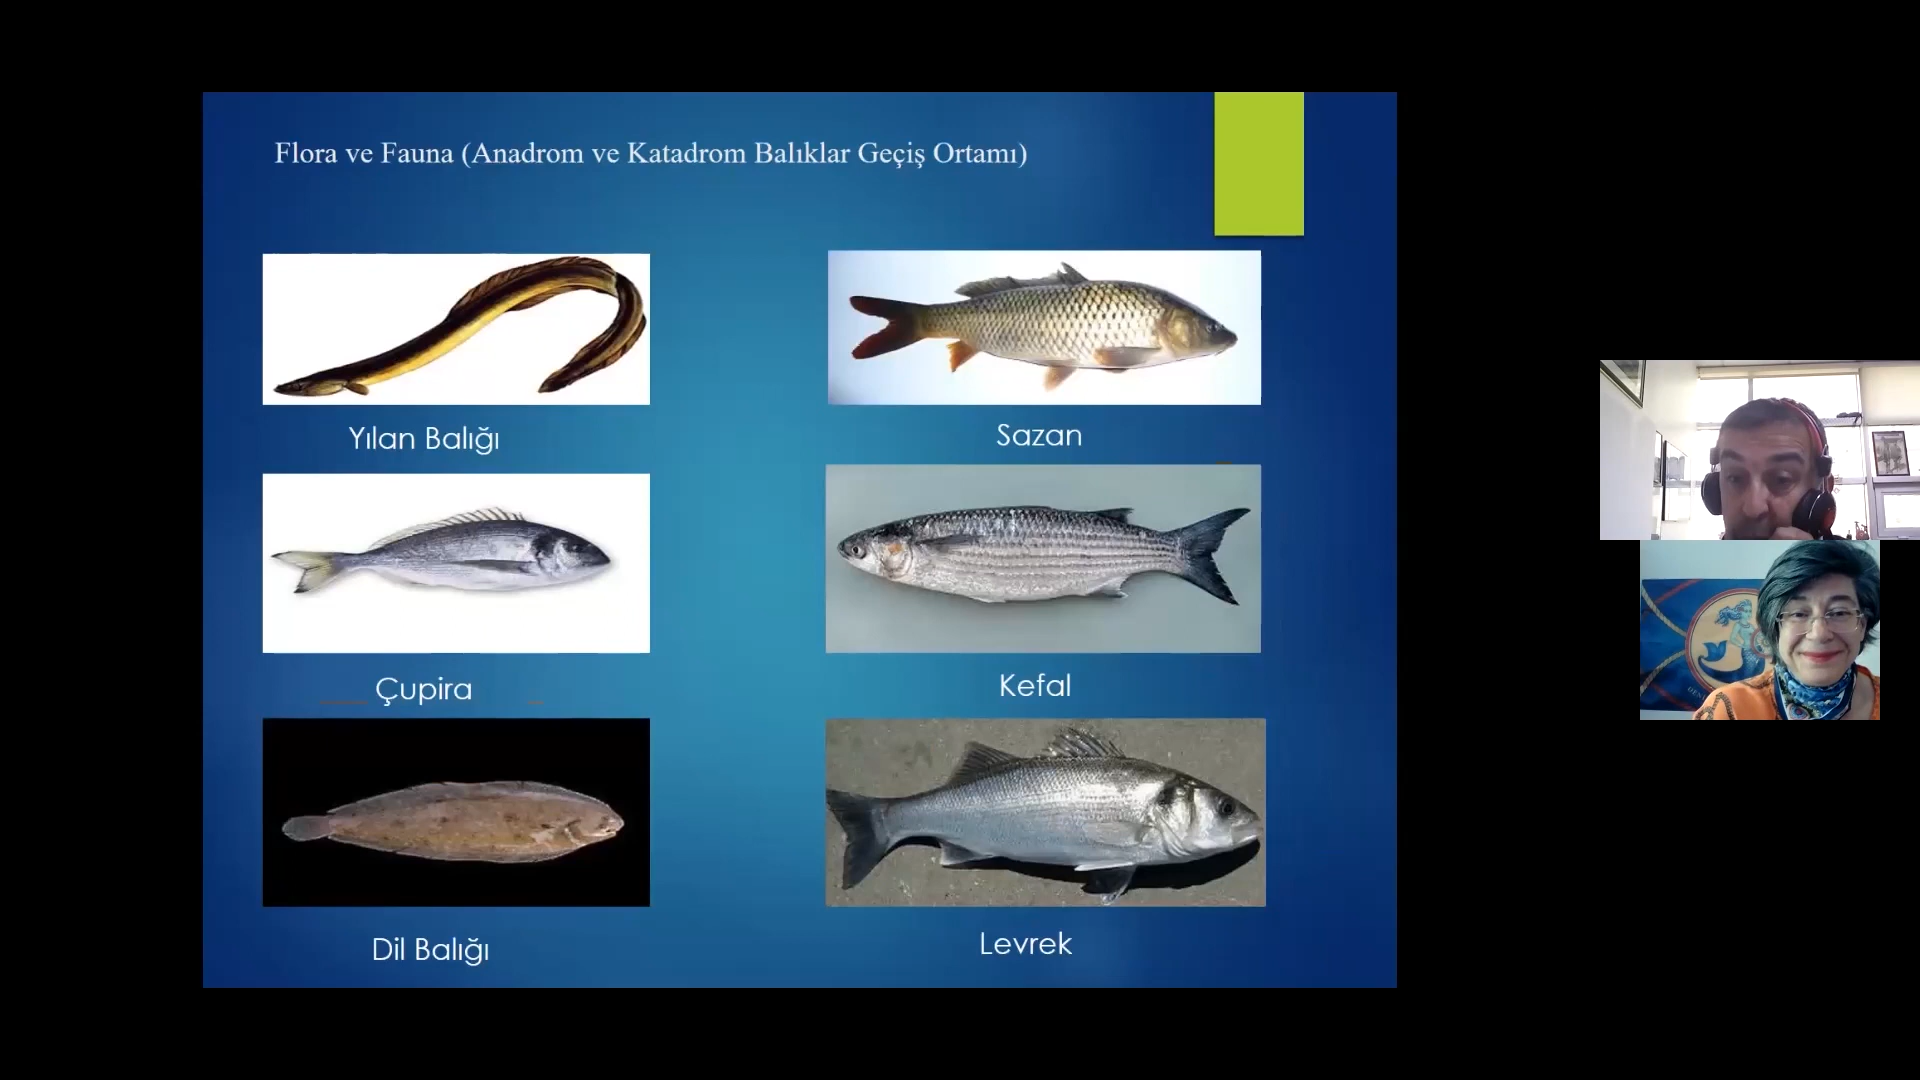 Flora ve Fauna (Anadrom ve Katadrom Balıklar Geçiş Ortamı)
Yılan Balığı
Sazan
Çupira
Kefal
Dil Balığı
Levrek